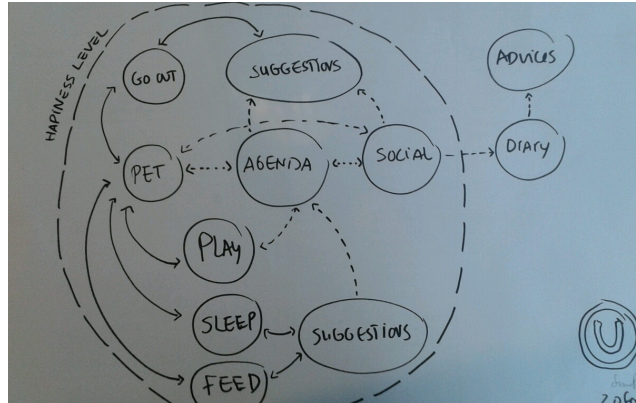 HAPINESS LEVEL
GO OUT
SUGGESTIONS
ADVICES
PET
AGENDA
SOCIAL
DIARY
PLAY
SLEEP
SUGGESTIONS
FEED
U